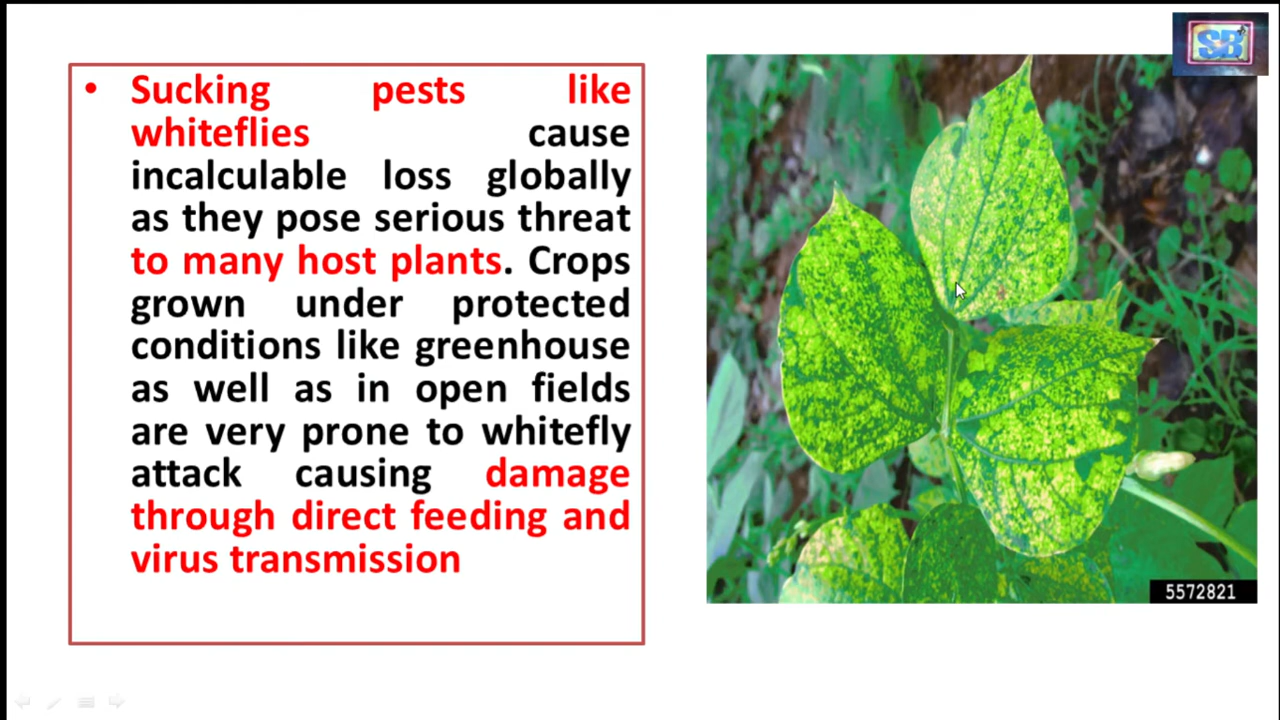 SB
• Sucking pests like
whiteflies cause
incalculable loss globally
as they pose serious threat
to many host plants. Crops
grown under protected
conditions like greenhouse
as well as in open fields
are very prone to whitefly
attack causing damage
through direct feeding and
virus transmission
5572821